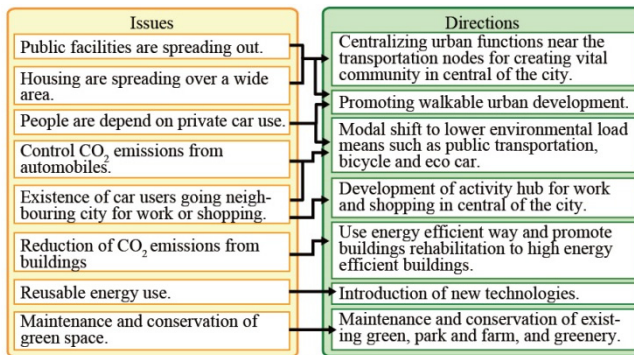 Issues
Public facilities are spreading out.
Housing are spreading over a wide
area.
People are depend on private car use.
Control CO2 emissions from
automobiles.
Existence of car users going neigh-
bouring city for work or shopping.
Reduction of CO2 emissions from
buildings
Reusable energy use.
Maintenance and conservation of
green space.
Directions
Centralizing urban functions near the
transportation nodes for creating vital
community in central of the city.
Promoting walkable urban development.
Modal shift to lower environmental load
means such as public transportation,
bicycle and eco car.
Development of activity hub for work
and shopping in central of the city.
Use energy efficient way and promote
buildings rehabilitation to high energy
efficient buildings.
Introduction of new technologies.
Maintenance and conservation of exist-
ing green, park and farm, and greenery.